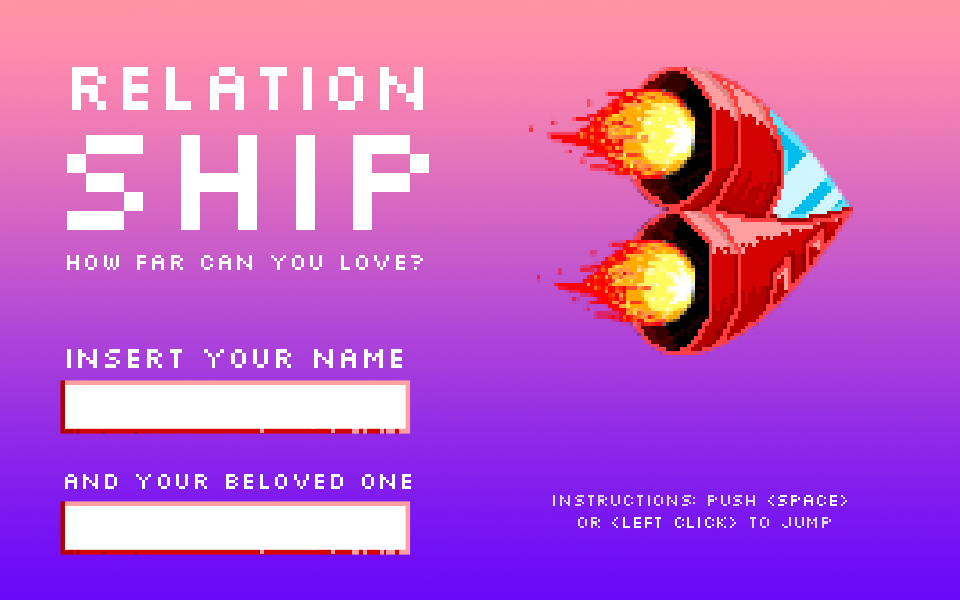 RELATION
SHIP
HOW FAR CAN YOU LOVE?
INSERT YOUR NAME
AND YOUR BELOVED ONE
INSTRUCTIONS: PUSH <SPACE>
OR <LEFT CLICK> TO JUMP